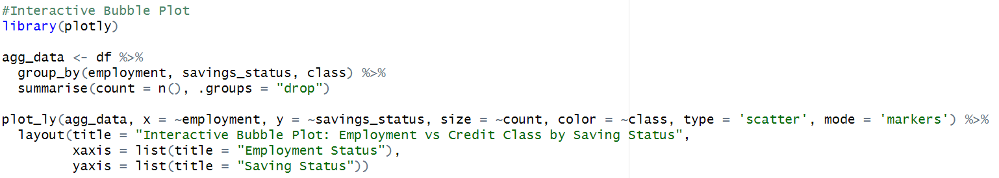 #Interactive Bubble Plot
library(plotly)
agg_data <- df %>%
group_by(employment, savings_status, class) %>%
summarise(count = n(), .groups = "drop")
plot_ly(agg_data, x = ~employment, y = ~savings_status, size = ~count, color = ~class, type = 'scatter', mode = 'markers') %>%
layout(title = "Interactive Bubble Plot: Employment vs Credit Class by Saving Status",
xaxis = list(title = "Employment Status"),
yaxis = list(title = "Saving Status"))